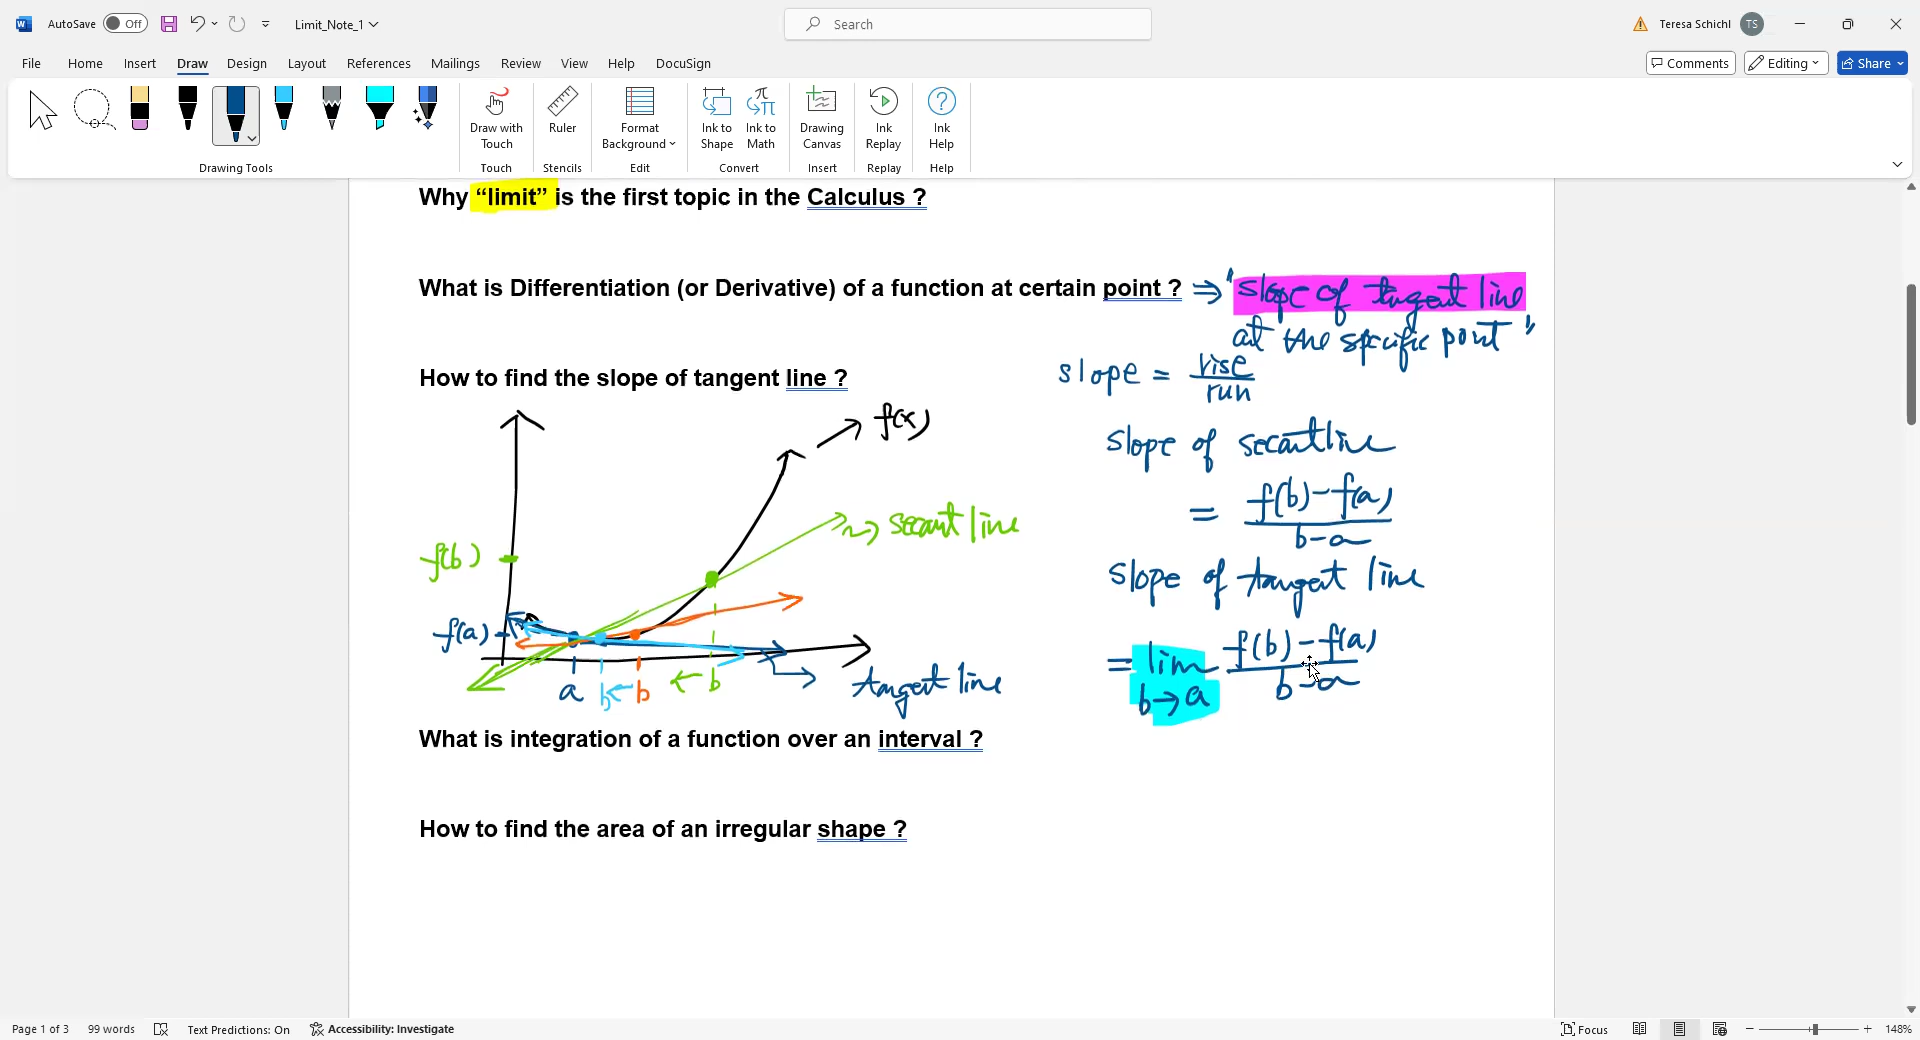 AutoSave Off Limit_Note_1 Search Teresa Schichl TS
File Home Insert Draw Design Layout References Mailings Review View Help DocuSign Comments Editing Share
Draw with Touch
Ruler
Format Background
Ink to Shape
Ink to Math
Drawing Canvas
Ink Replay
Ink Help
Drawing Tools Touch Stencils Edit Convert Insert Replay Help
Why “limit” is the first topic in the Calculus ?
What is Differentiation (or Derivative) of a function at certain point ? ⇒ "slope of tangent line
at the specific point"
How to find the slope of tangent line ?
slope = rise/run
f(x)
slope of secant line
= f(b)-f(a)/b-a
secant line
f(b)
slope of tangent line
f(a)
= lim b→a f(b)-f(a)/b-a
a b ← b ← b
tangent line
What is integration of a function over an interval ?
How to find the area of an irregular shape ?
Page 1 of 3 99 words Text Predictions: On Accessibility: Investigate Focus 148%